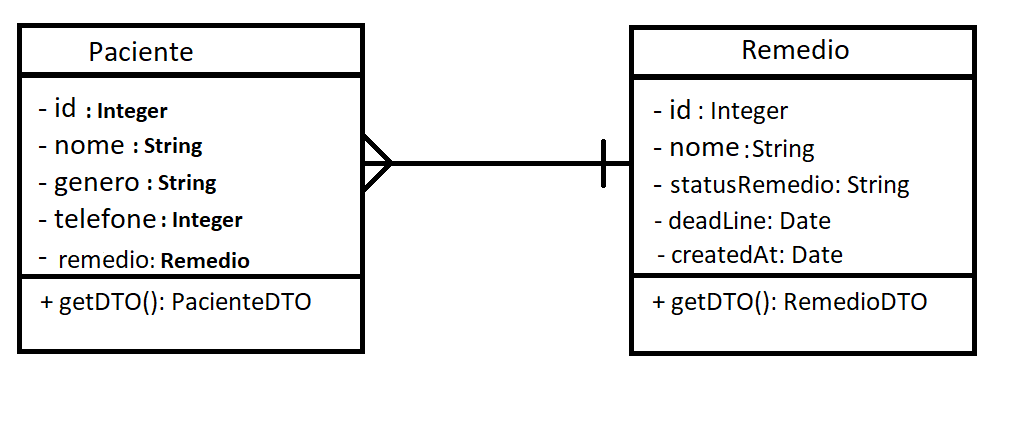 Paciente
- id : Integer
- nome : String
- genero : String
- telefone : Integer
- remedio: Remedio
+ getDTO(): PacienteDTO
Remedio
- id : Integer
- nome : String
- statusRemedio: String
- deadLine: Date
- createdAt: Date
+ getDTO(): RemedioDTO